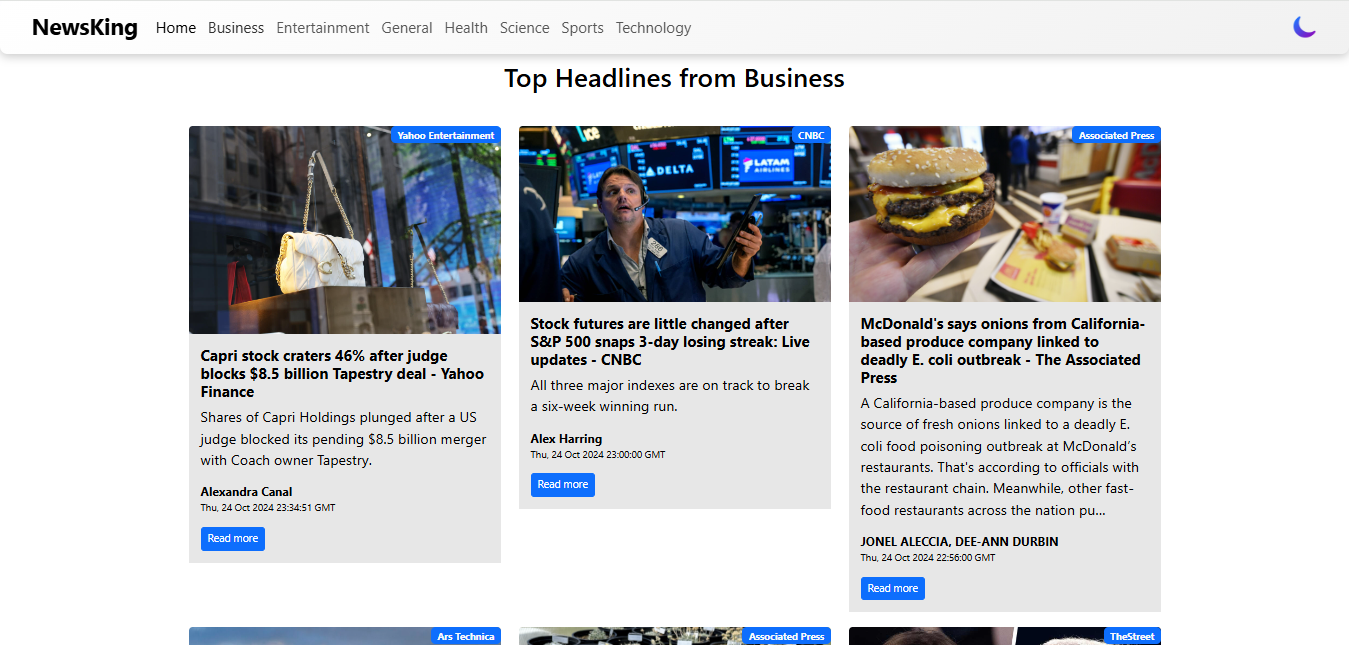 NewsKing Home Business Entertainment General Health Science Sports Technology
Top Headlines from Business
Yahoo Entertainment
Capri stock craters 46% after judge
blocks $8.5 billion Tapestry deal - Yahoo
Finance
Shares of Capri Holdings plunged after a US
judge blocked its pending $8.5 billion merger
with Coach owner Tapestry.
Alexandra Canal
Thu, 24 Oct 2024 23:34:51 GMT
Read more
CNBC
DELTA
LATAM
AIRLINES
Stock futures are little changed after
S&P 500 snaps 3-day losing streak: Live
updates - CNBC
All three major indexes are on track to break
a six-week winning run.
Alex Harring
Thu, 24 Oct 2024 23:00:00 GMT
Read more
Associated Press
McDonald's says onions from California-
based produce company linked to
deadly E. coli outbreak - The Associated
Press
A California-based produce company is the
source of fresh onions linked to a deadly E.
coli food poisoning outbreak at McDonald’s
restaurants. That's according to officials with
the restaurant chain. Meanwhile, other fast-
food restaurants across the nation pu…
JONEL ALECCIA, DEE-ANN DURBIN
Thu, 24 Oct 2024 22:56:00 GMT
Read more
Ars Technica
Associated Press
TheStreet